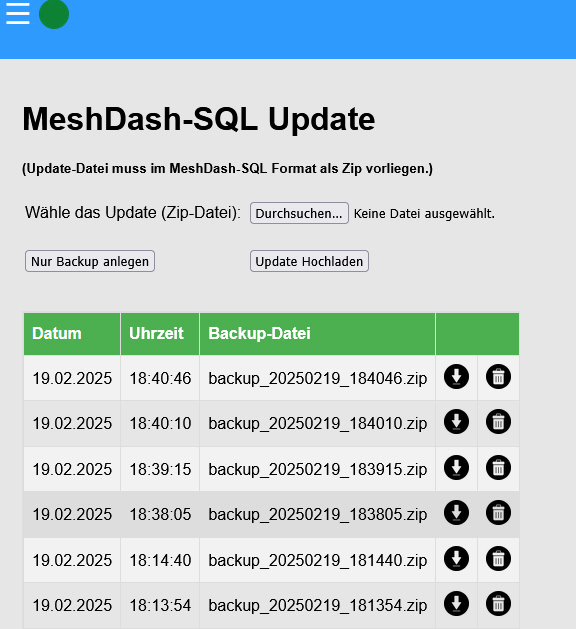 MeshDash-SQL Update
(Update-Datei muss im MeshDash-SQL Format als Zip vorliegen.)
Wähle das Update (Zip-Datei): Durchsuchen... Keine Datei ausgewählt.
Nur Backup anlegen Update Hochladen
Datum Uhrzeit Backup-Datei
19.02.2025 18:40:46 backup_20250219_184046.zip
19.02.2025 18:40:10 backup_20250219_184010.zip
19.02.2025 18:39:15 backup_20250219_183915.zip
19.02.2025 18:38:05 backup_20250219_183805.zip
19.02.2025 18:14:40 backup_20250219_181440.zip
19.02.2025 18:13:54 backup_20250219_181354.zip